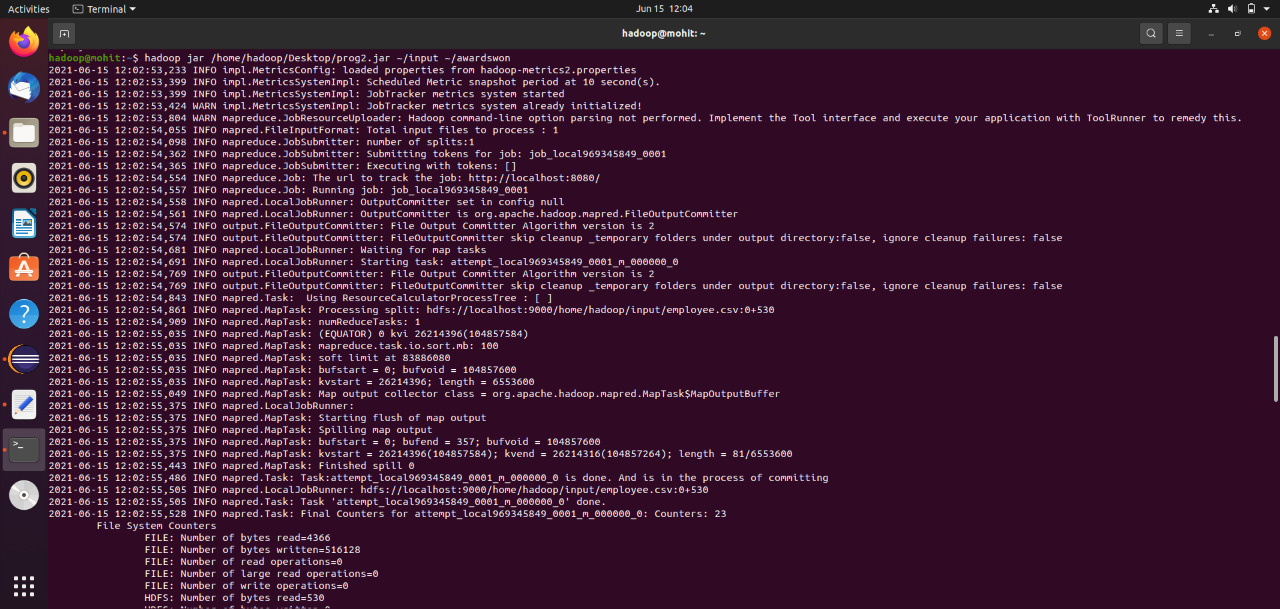 Activities
Terminal
Jun 15 12:04
hadoop@mohit: ~
hadoop@mohit:~$ hadoop jar /home/hadoop/Desktop/prog2.jar ~/input ~/awardswon
2021-06-15 12:02:53,233 INFO impl.MetricsConfig: loaded properties from hadoop-metrics2.properties
2021-06-15 12:02:53,399 INFO impl.MetricsSystemImpl: Scheduled Metric snapshot period at 10 second(s).
2021-06-15 12:02:53,399 INFO impl.MetricsSystemImpl: JobTracker metrics system started
2021-06-15 12:02:53,424 WARN impl.MetricsSystemImpl: JobTracker metrics system already initialized!
2021-06-15 12:02:53,804 WARN mapreduce.JobResourceUploader: Hadoop command-line option parsing not performed. Implement the Tool interface and execute your application with ToolRunner to remedy this.
2021-06-15 12:02:54,055 INFO mapred.FileInputFormat: Total input files to process : 1
2021-06-15 12:02:54,098 INFO mapreduce.JobSubmitter: number of splits:1
2021-06-15 12:02:54,362 INFO mapreduce.JobSubmitter: Submitting tokens for job: job_local969345849_0001
2021-06-15 12:02:54,365 INFO mapreduce.JobSubmitter: Executing with tokens: []
2021-06-15 12:02:54,554 INFO mapreduce.Job: The url to track the job: http://localhost:8080/
2021-06-15 12:02:54,557 INFO mapreduce.Job: Running job: job_local969345849_0001
2021-06-15 12:02:54,558 INFO mapred.LocalJobRunner: OutputCommitter set in config null
2021-06-15 12:02:54,561 INFO mapred.LocalJobRunner: OutputCommitter is org.apache.hadoop.mapred.FileOutputCommitter
2021-06-15 12:02:54,574 INFO output.FileOutputCommitter: File Output Committer Algorithm version is 2
2021-06-15 12:02:54,574 INFO output.FileOutputCommitter: FileOutputCommitter skip cleanup _temporary folders under output directory:false, ignore cleanup failures: false
2021-06-15 12:02:54,681 INFO mapred.LocalJobRunner: Waiting for map tasks
2021-06-15 12:02:54,691 INFO mapred.LocalJobRunner: Starting task: attempt_local969345849_0001_m_000000_0
2021-06-15 12:02:54,769 INFO output.FileOutputCommitter: File Output Committer Algorithm version is 2
2021-06-15 12:02:54,769 INFO output.FileOutputCommitter: FileOutputCommitter skip cleanup _temporary folders under output directory:false, ignore cleanup failures: false
2021-06-15 12:02:54,843 INFO mapred.Task:  Using ResourceCalculatorProcessTree : [ ]
2021-06-15 12:02:54,861 INFO mapred.MapTask: Processing split: hdfs://localhost:9000/home/hadoop/input/employee.csv:0+530
2021-06-15 12:02:54,909 INFO mapred.MapTask: numReduceTasks: 1
2021-06-15 12:02:55,035 INFO mapred.MapTask: (EQUATOR) 0 kvi 26214396(104857584)
2021-06-15 12:02:55,035 INFO mapred.MapTask: mapreduce.task.io.sort.mb: 100
2021-06-15 12:02:55,035 INFO mapred.MapTask: soft limit at 83886080
2021-06-15 12:02:55,035 INFO mapred.MapTask: bufstart = 0; bufvoid = 104857600
2021-06-15 12:02:55,035 INFO mapred.MapTask: kvstart = 26214396; length = 6553600
2021-06-15 12:02:55,049 INFO mapred.MapTask: Map output collector class = org.apache.hadoop.mapred.MapTask$MapOutputBuffer
2021-06-15 12:02:55,375 INFO mapred.LocalJobRunner:
2021-06-15 12:02:55,375 INFO mapred.MapTask: Starting flush of map output
2021-06-15 12:02:55,375 INFO mapred.MapTask: Spilling map output
2021-06-15 12:02:55,375 INFO mapred.MapTask: bufstart = 0; bufend = 357; bufvoid = 104857600
2021-06-15 12:02:55,375 INFO mapred.MapTask: kvstart = 26214396(104857584); kvend = 26214316(104857264); length = 81/6553600
2021-06-15 12:02:55,443 INFO mapred.MapTask: Finished spill 0
2021-06-15 12:02:55,486 INFO mapred.Task: Task:attempt_local969345849_0001_m_000000_0 is done. And is in the process of committing
2021-06-15 12:02:55,505 INFO mapred.LocalJobRunner: hdfs://localhost:9000/home/hadoop/input/employee.csv:0+530
2021-06-15 12:02:55,505 INFO mapred.Task: Task 'attempt_local969345849_0001_m_000000_0' done.
2021-06-15 12:02:55,528 INFO mapred.Task: Final Counters for attempt_local969345849_0001_m_000000_0: Counters: 23
File System Counters
FILE: Number of bytes read=4366
FILE: Number of bytes written=516128
FILE: Number of read operations=0
FILE: Number of large read operations=0
FILE: Number of write operations=0
HDFS: Number of bytes read=530